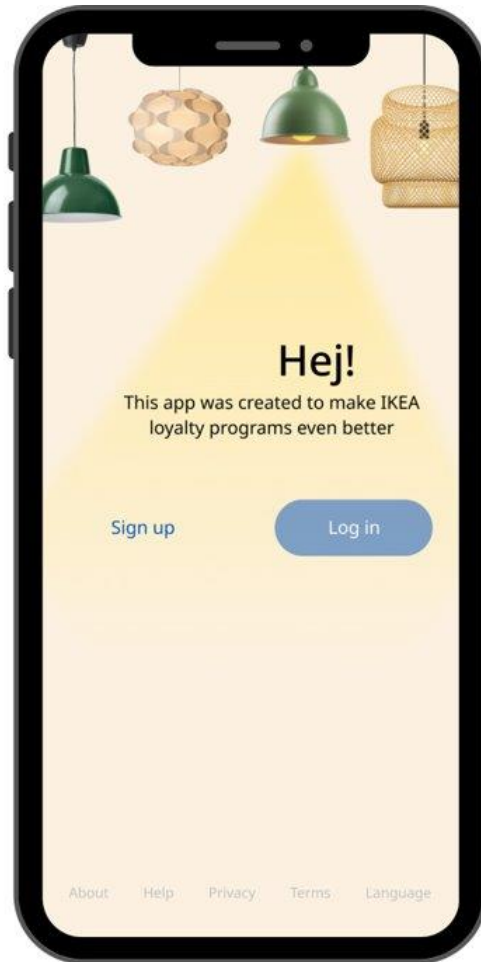 Hej!
This app was created to make IKEA
loyalty programs even better
Sign up
Log in
About
Help
Privacy
Terms
Language